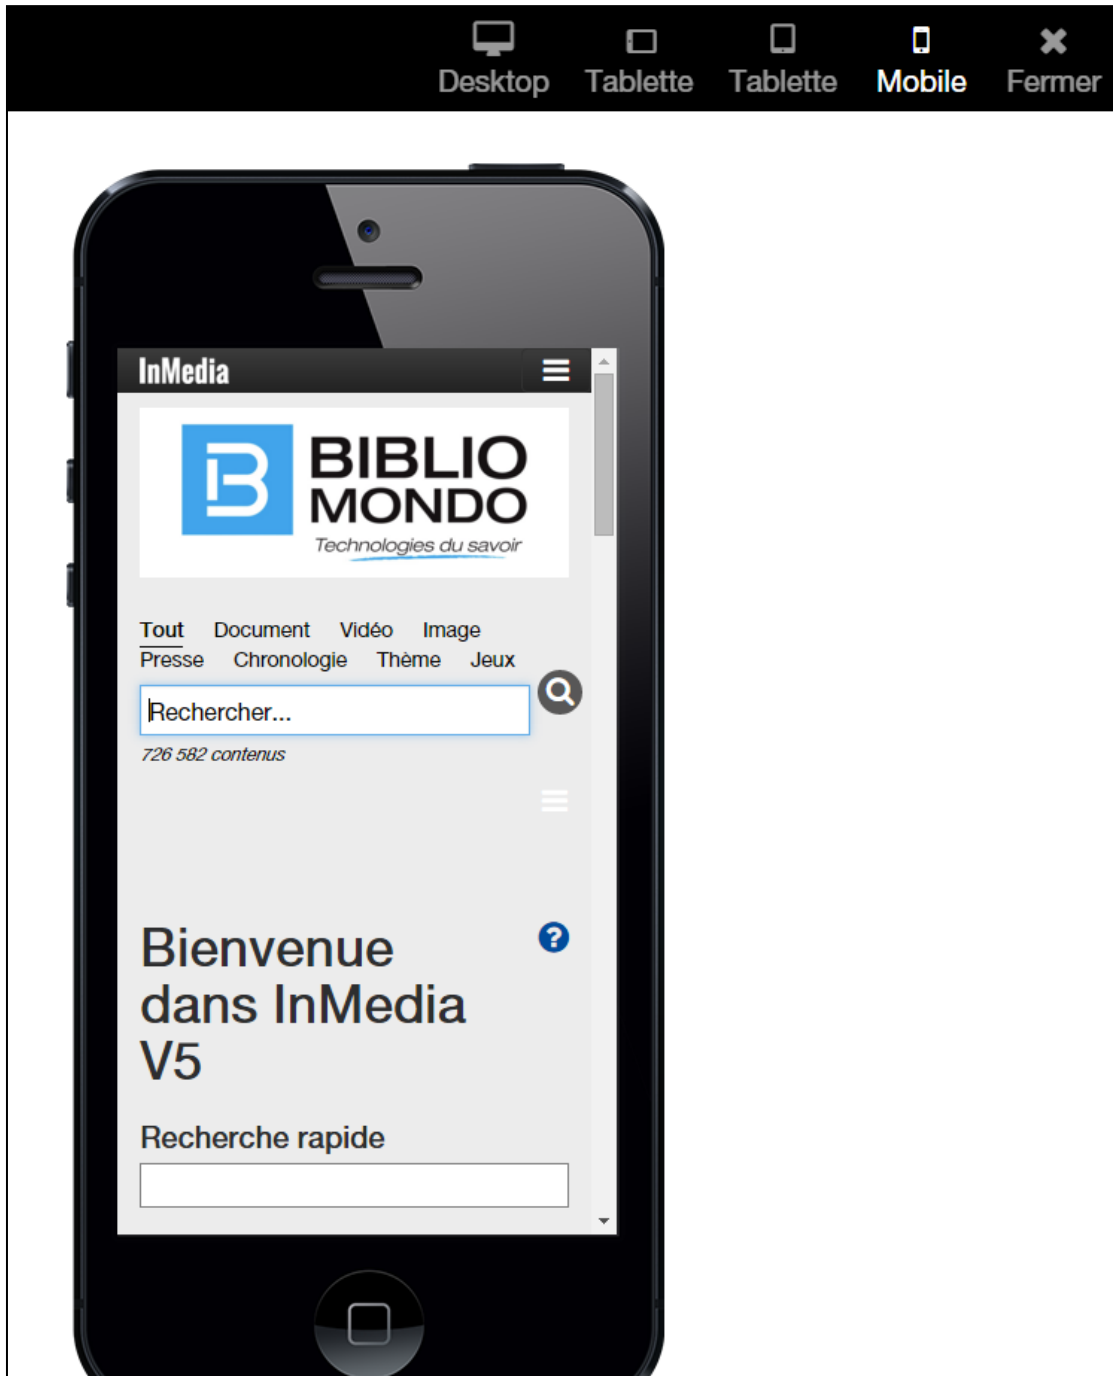 Desktop Tablette Tablette Mobile Fermer
InMedia
BIBLIO
MONDO
Technologies du savoir
Tout Document Vidéo Image
Presse Chronologie Thème Jeux
Rechercher...
726 582 contenus
Bienvenue
dans InMedia
V5
Recherche rapide